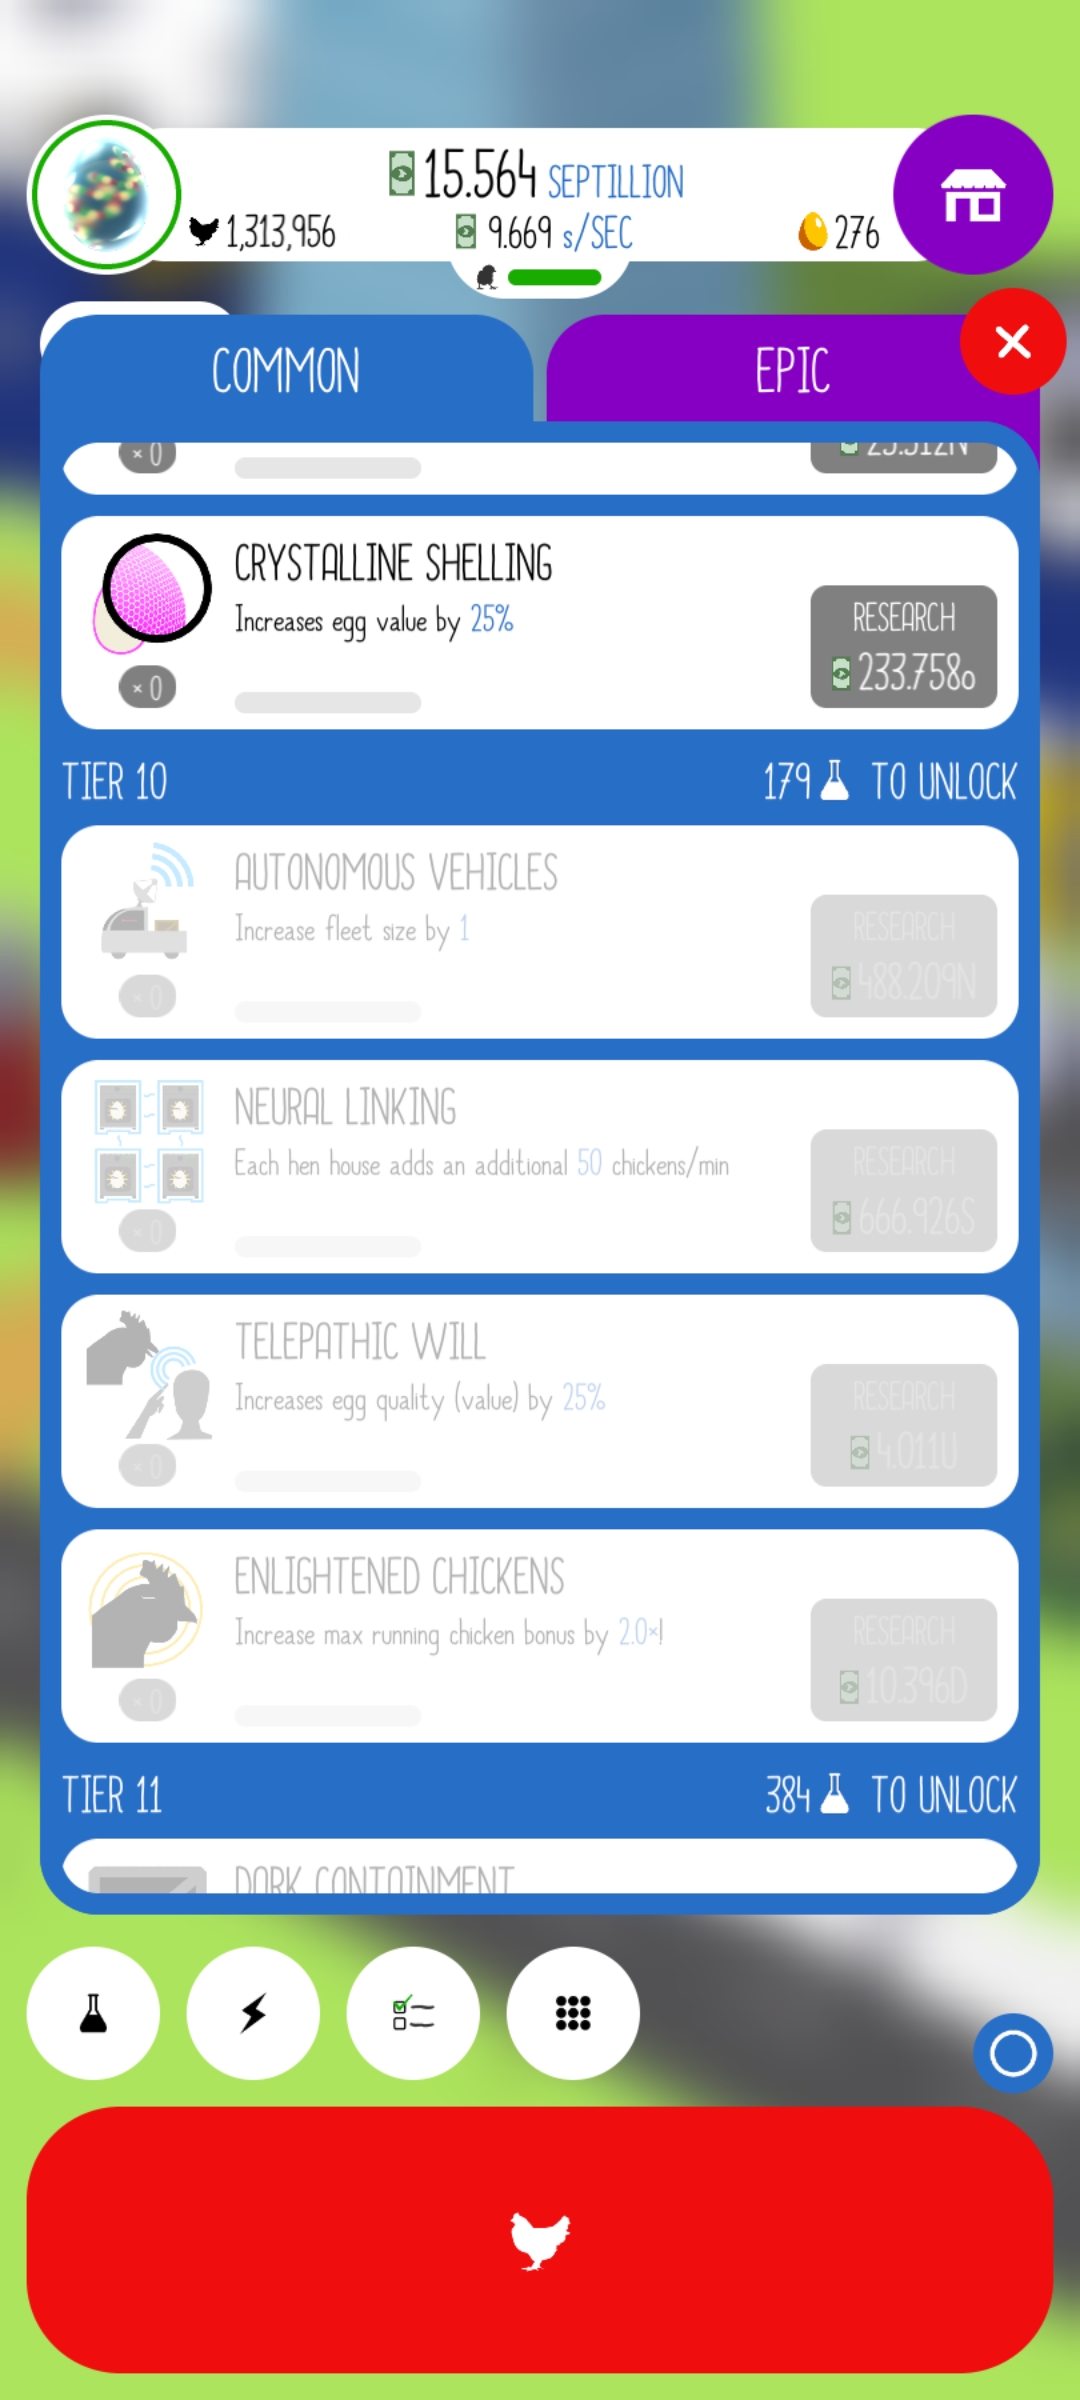 15.564 SEPTILLION
1,313,956
9.669 s/SEC
276
COMMON
EPIC
× 0
CRYSTALLINE SHELLING
Increases egg value by 25%
RESEARCH
233.758o
× 0
TIER 10
179 TO UNLOCK
AUTONOMOUS VEHICLES
Increase fleet size by 1
RESEARCH
488.209N
× 0
NEURAL LINKING
Each hen house adds an additional 50 chickens/min
RESEARCH
666.926S
× 0
TELEPATHIC WILL
Increases egg quality (value) by 25%
RESEARCH
4.011U
× 0
ENLIGHTENED CHICKENS
Increase max running chicken bonus by 2.0×!
RESEARCH
10.396D
× 0
TIER 11
384 TO UNLOCK
DARK CONTAINMENT